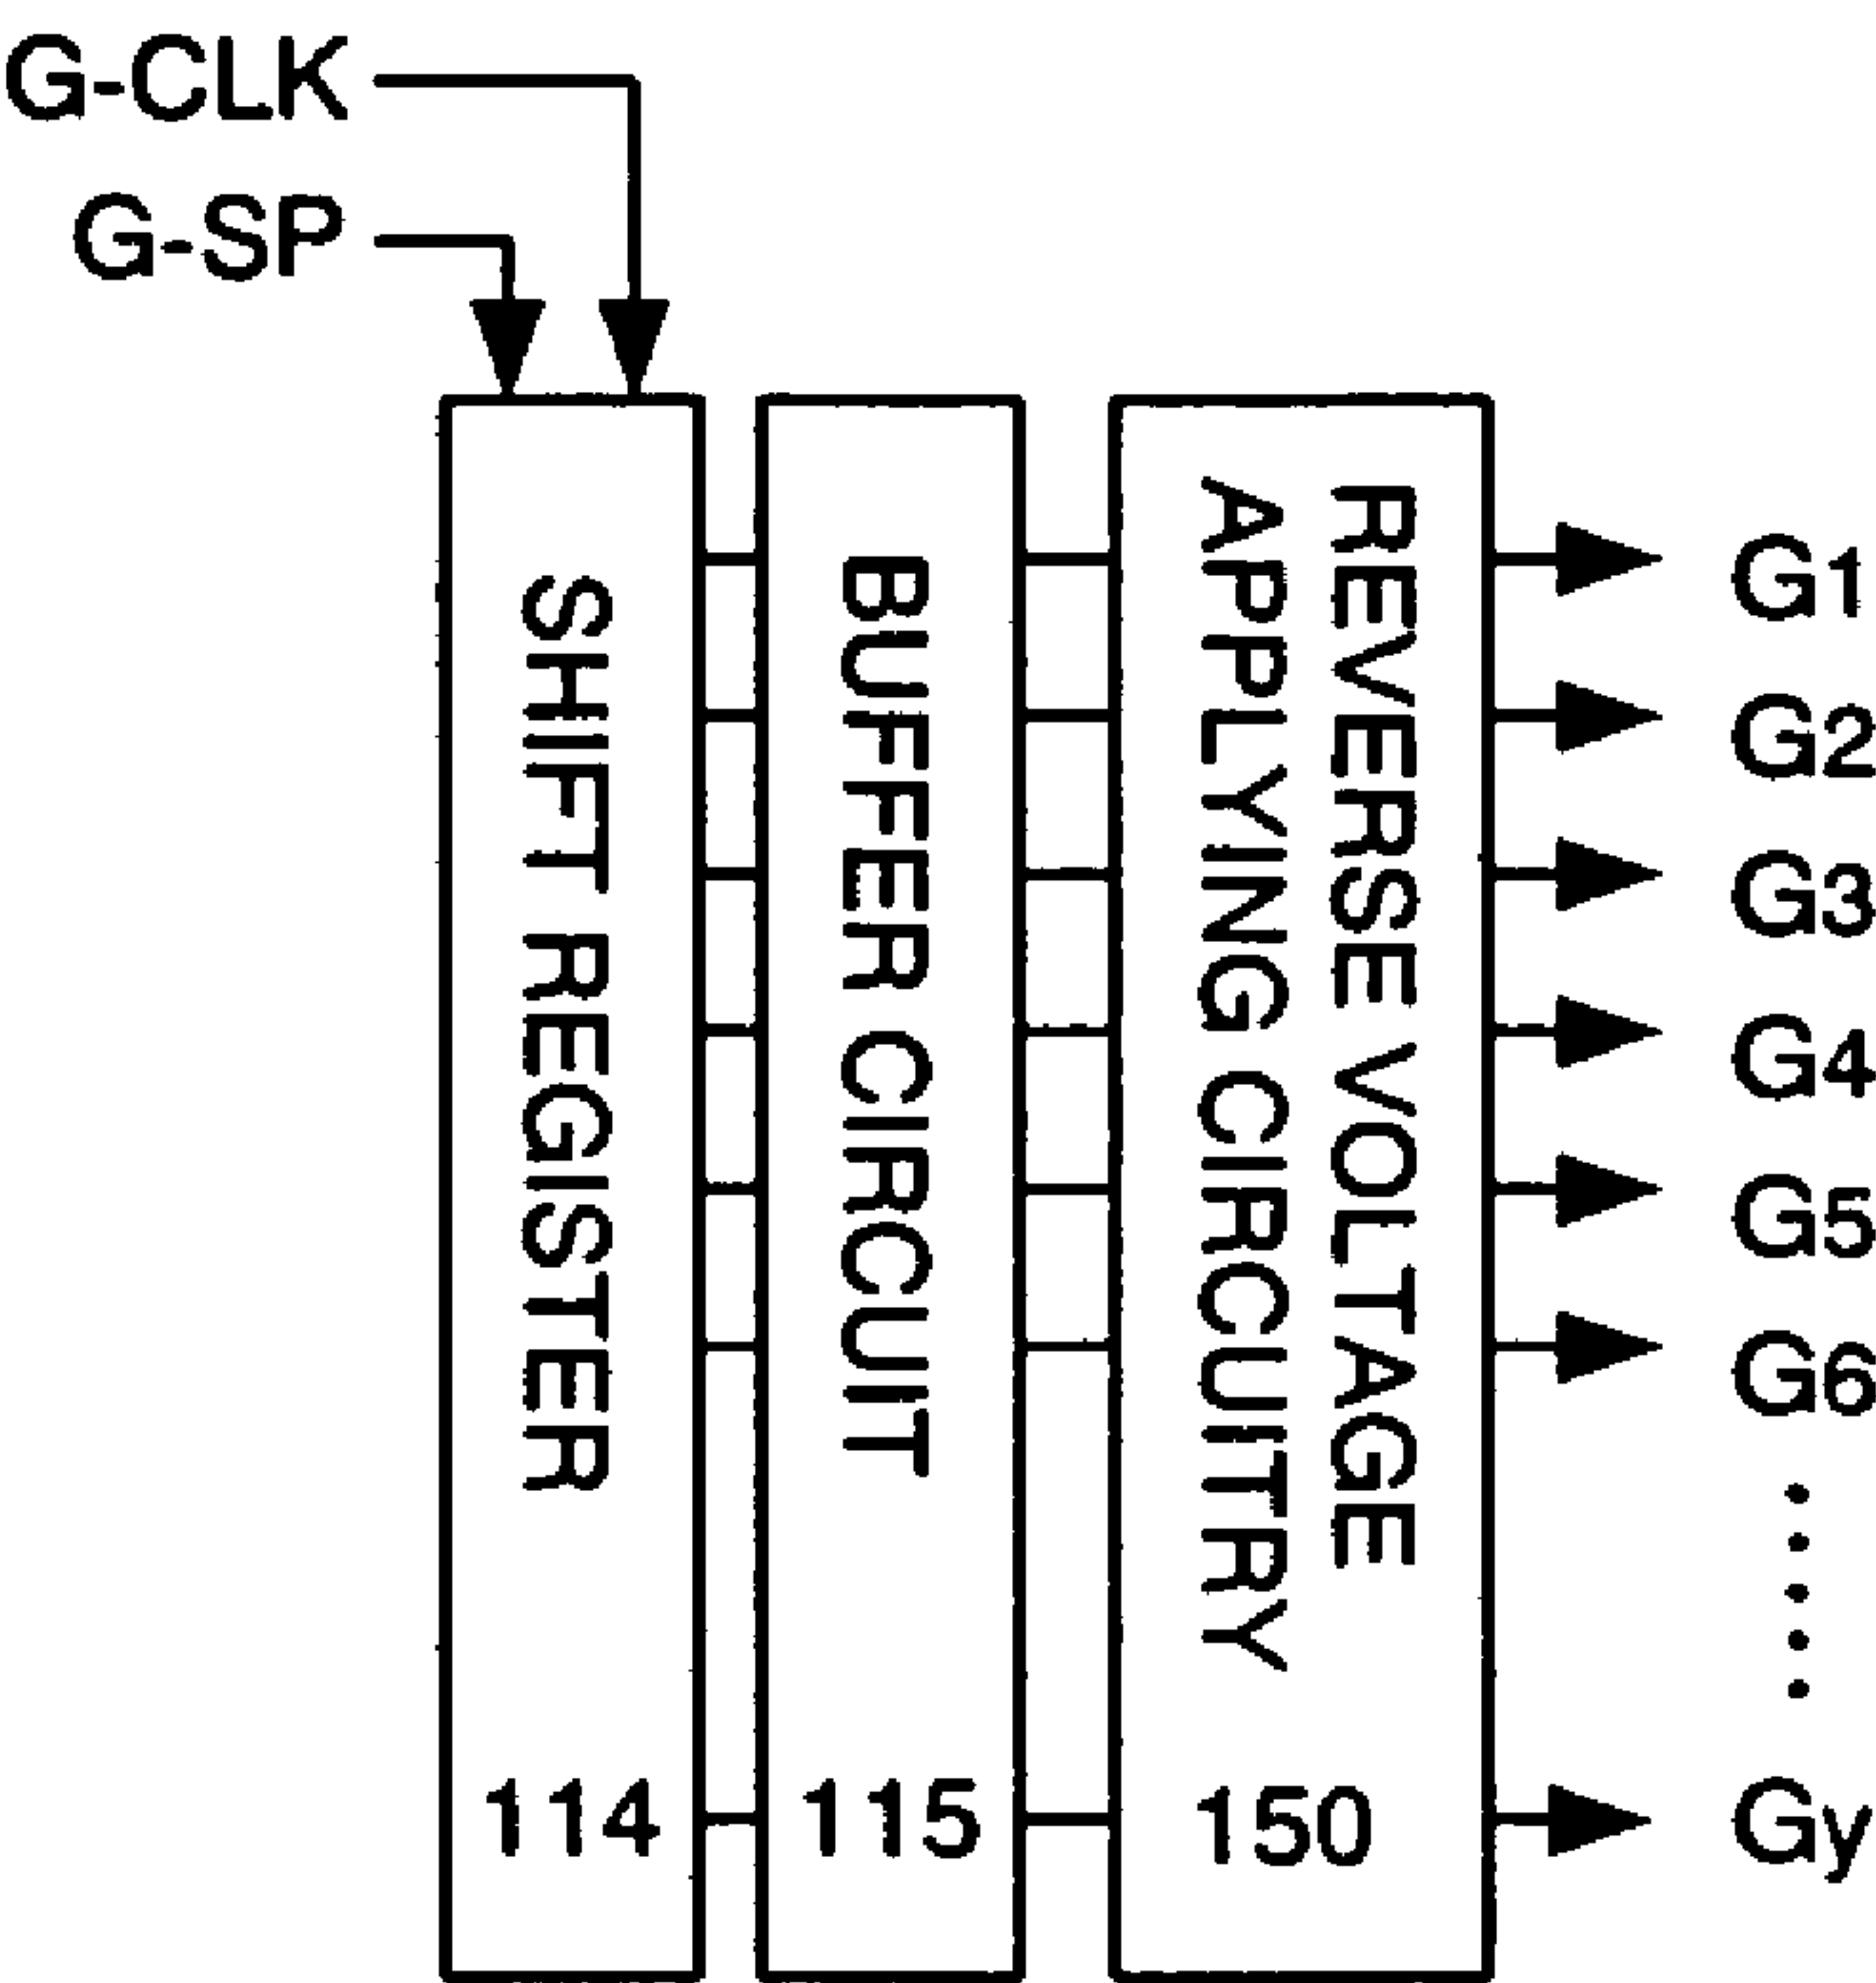 G-CLK
G-SP
SHIFT REGISTER
114
BUFFER CIRCUIT
115
REVERSE VOLTAGE
APPLYING CIRCUITRY
150
G1
G2
G3
G4
G5
G6
Gy